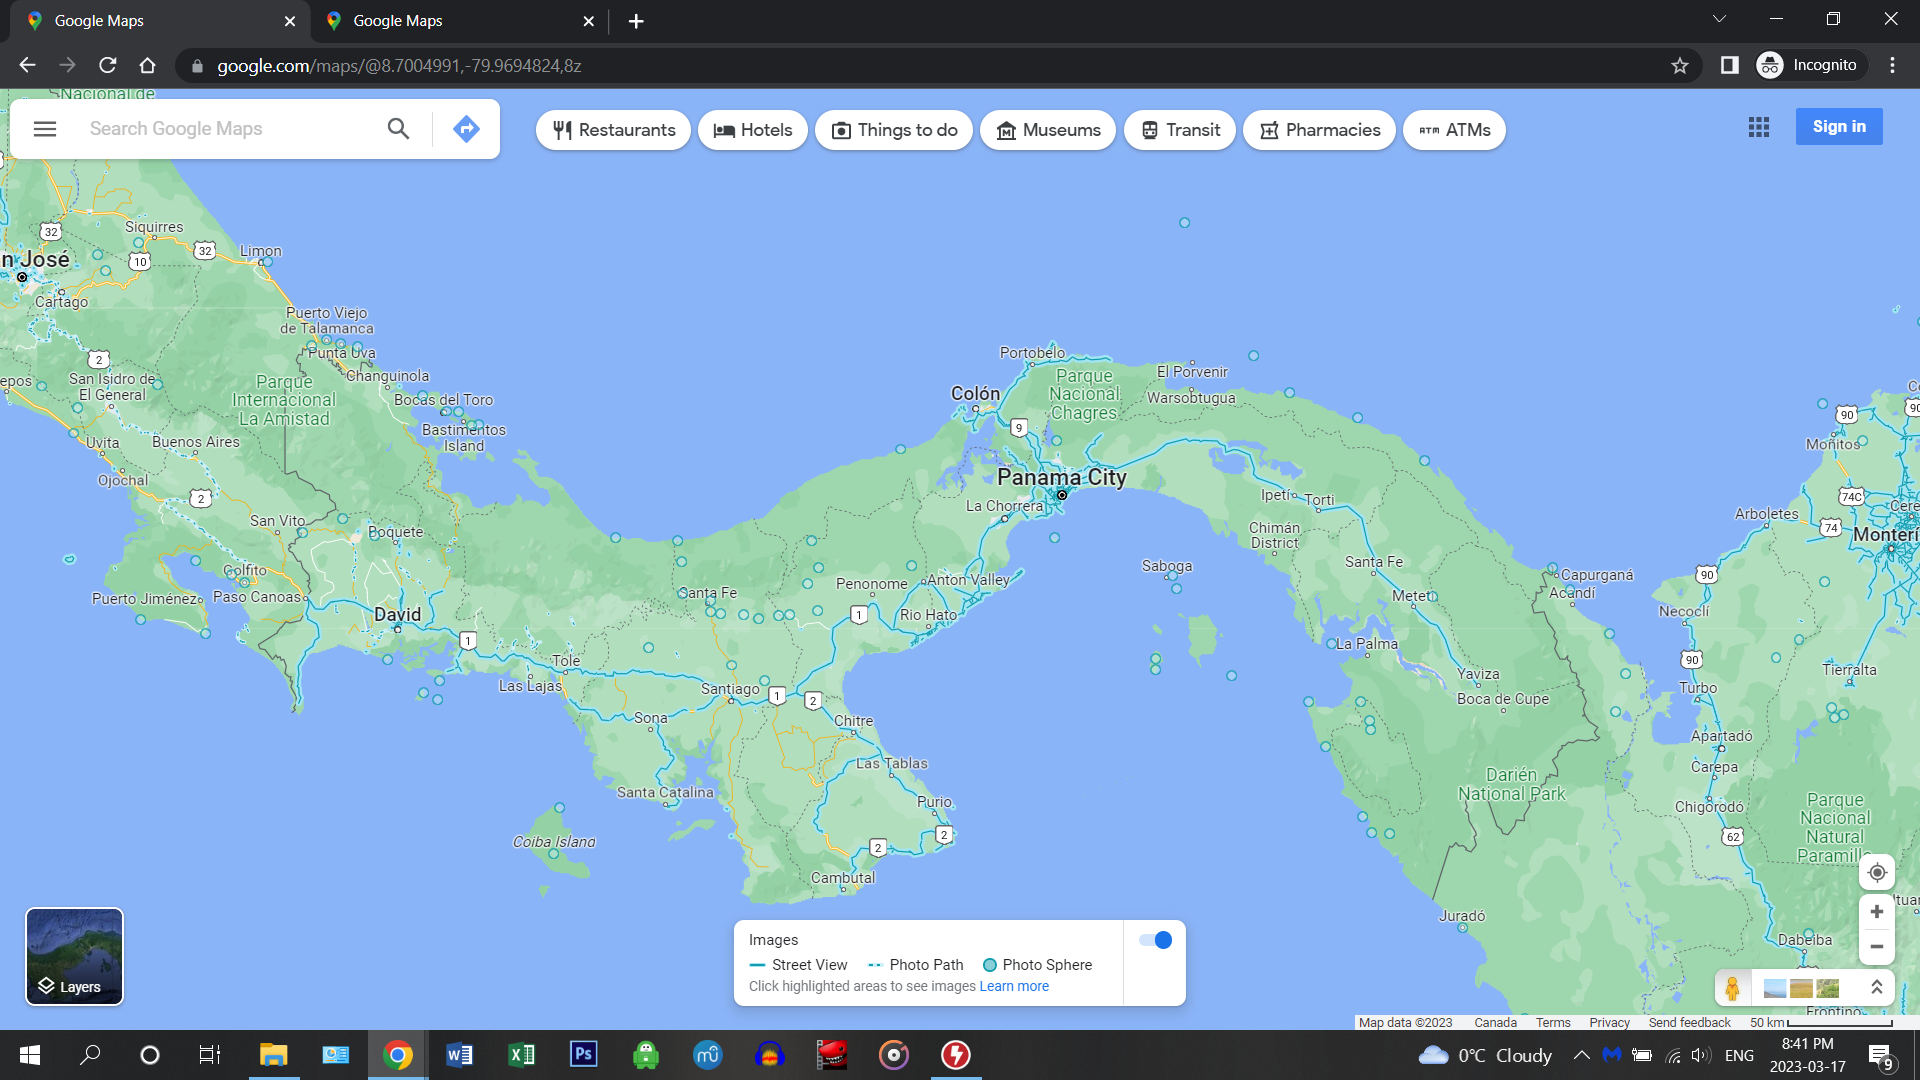 Google Maps
Google Maps
google.com/maps/@8.7004991,-79.9694824,8z
Incognito
Nacional de
Search Google Maps
Restaurants
Hotels
Things to do
Museums
Transit
Pharmacies
ATM ATMs
Sign in
32
Siquirres
32
Limon
10
n José
Cartago
Puerto Viejo
de Talamanca
Punta Uva
2
San Isidro de
El General
epos
Parque
Internacional
La Amistad
Changuinola
Bocas del Toro
Bastimentos
Island
Uvita
Buenos Aires
Ojochal
2
San Vito
Boquete
Colfito
Puerto Jiménez
Paso Canoas
David
1
Tole
Las Lajas
Santa Fe
Santiago
1
2
Sona
Santa Catalina
Coiba Island
Chitre
Las Tablas
Purio
2
2
Cambutal
Portobelo
Colón
9
Parque
Nacional
Chagres
El Porvenir
Warsobtugua
Panama City
La Chorrera
Penonome
Anton Valley
1
Rio Hato
Ipetí
Torti
Chimán
District
Saboga
Santa Fe
Meteti
La Palma
Yaviza
Boca de Cupe
Darién
National Park
Juradó
Capurganá
Acandí
Necoclí
90
90
Turbo
Apartadó
Carepa
Chigorodó
62
Dabeiba
Frontino
Arboletes
74
74C
90
90
Moñitos
Cere
Monterí
Tierralta
Parque
Nacional
Natural
Paramillo
Ituan
Layers
Images
Street View
Photo Path
Photo Sphere
Click highlighted areas to see images Learn more
Map data ©2023
Canada
Terms
Privacy
Send feedback
50 km
W
X
Ps
0°C Cloudy
ENG
8:41 PM
2023-03-17
9